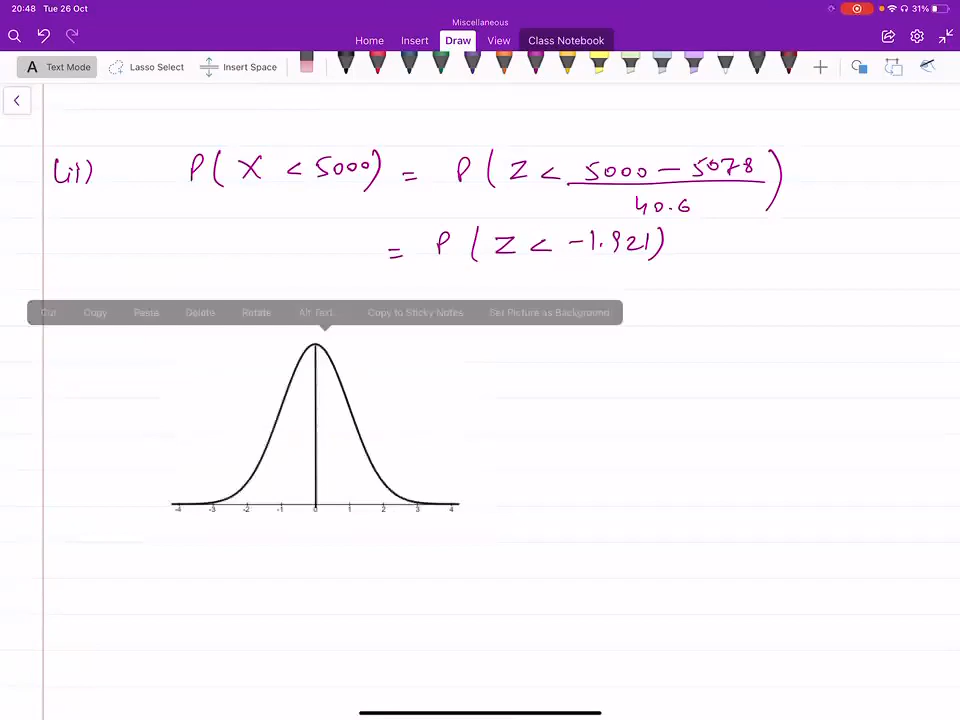 20:48 Tue 26 Oct 31%
Miscellaneous
Home Insert Draw View Class Notebook
A Text Mode Lasso Select Insert Space
(ii) P( X < 5000) = P( Z < 5000 - 5078
40.6 )
= P ( Z < -1.921)
Cut Copy Paste Delete Rotate Alt Text Copy to Sticky Notes Set Picture as Background
-4 -3 -2 -1 0 1 2 3 4